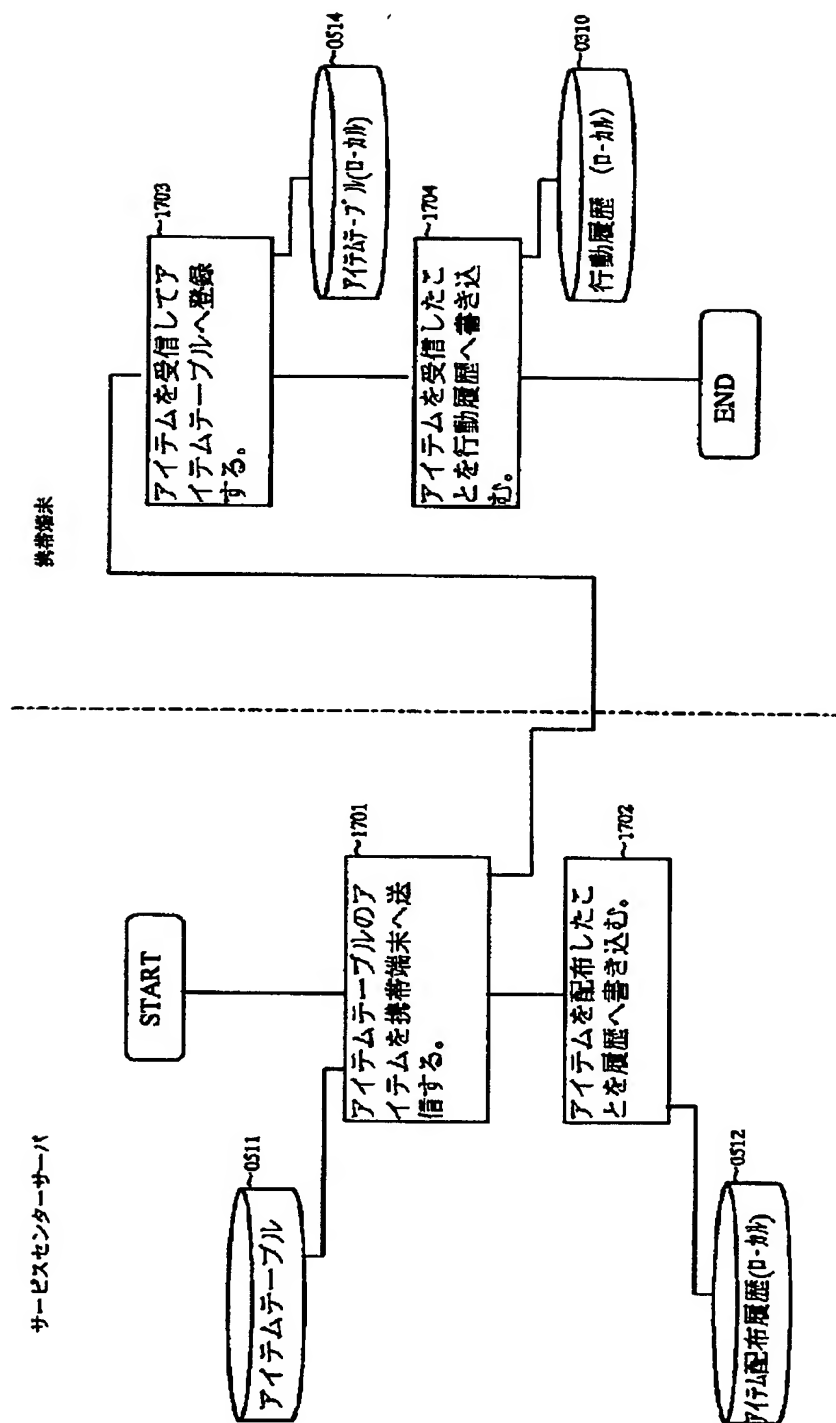 サービスセンターサーバ
START
アイテムテーブル
~0511
アイテムテーブルのア
イテムを携帯端末へ送
信する。
~1701
アイテムを配布したこ
とを履歴へ書き込む。
~1702
アイテム配布履歴(ローカル)
~0512
携帯端末
アイテムを受信してア
イテムテーブルへ登録
する。
~1703
アイテムテーブル(ローカル)
~0514
アイテムを受信したこ
とを行動履歴へ書き込
む。
~1704
行動履歴 (ローカル)
~0310
END